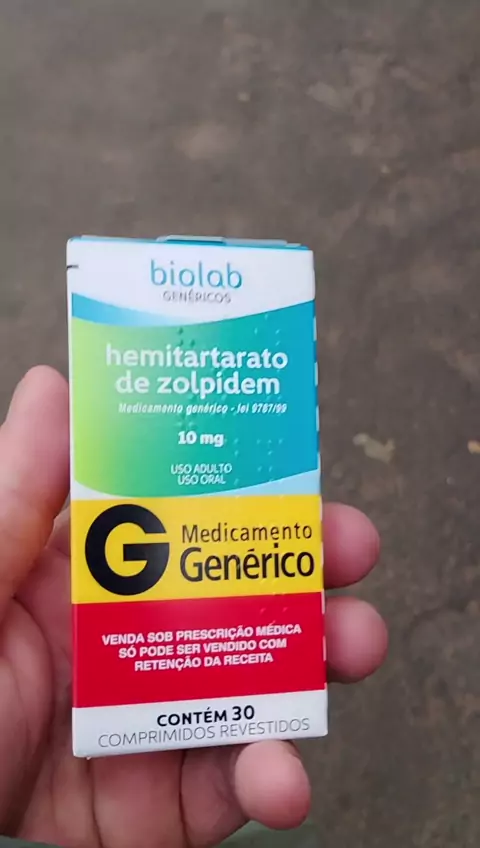 biolab
GENÉRICOS
hemitartarato
de zolpidem
Medicamento genérico - lei 9787/99
10 mg
USO ADULTO
USO ORAL
G Medicamento
Genérico
VENDA SOB PRESCRIÇÃO MÉDICA
SÓ PODE SER VENDIDO COM
RETENÇÃO DA RECEITA
CONTÉM 30
COMPRIMIDOS REVESTIDOS